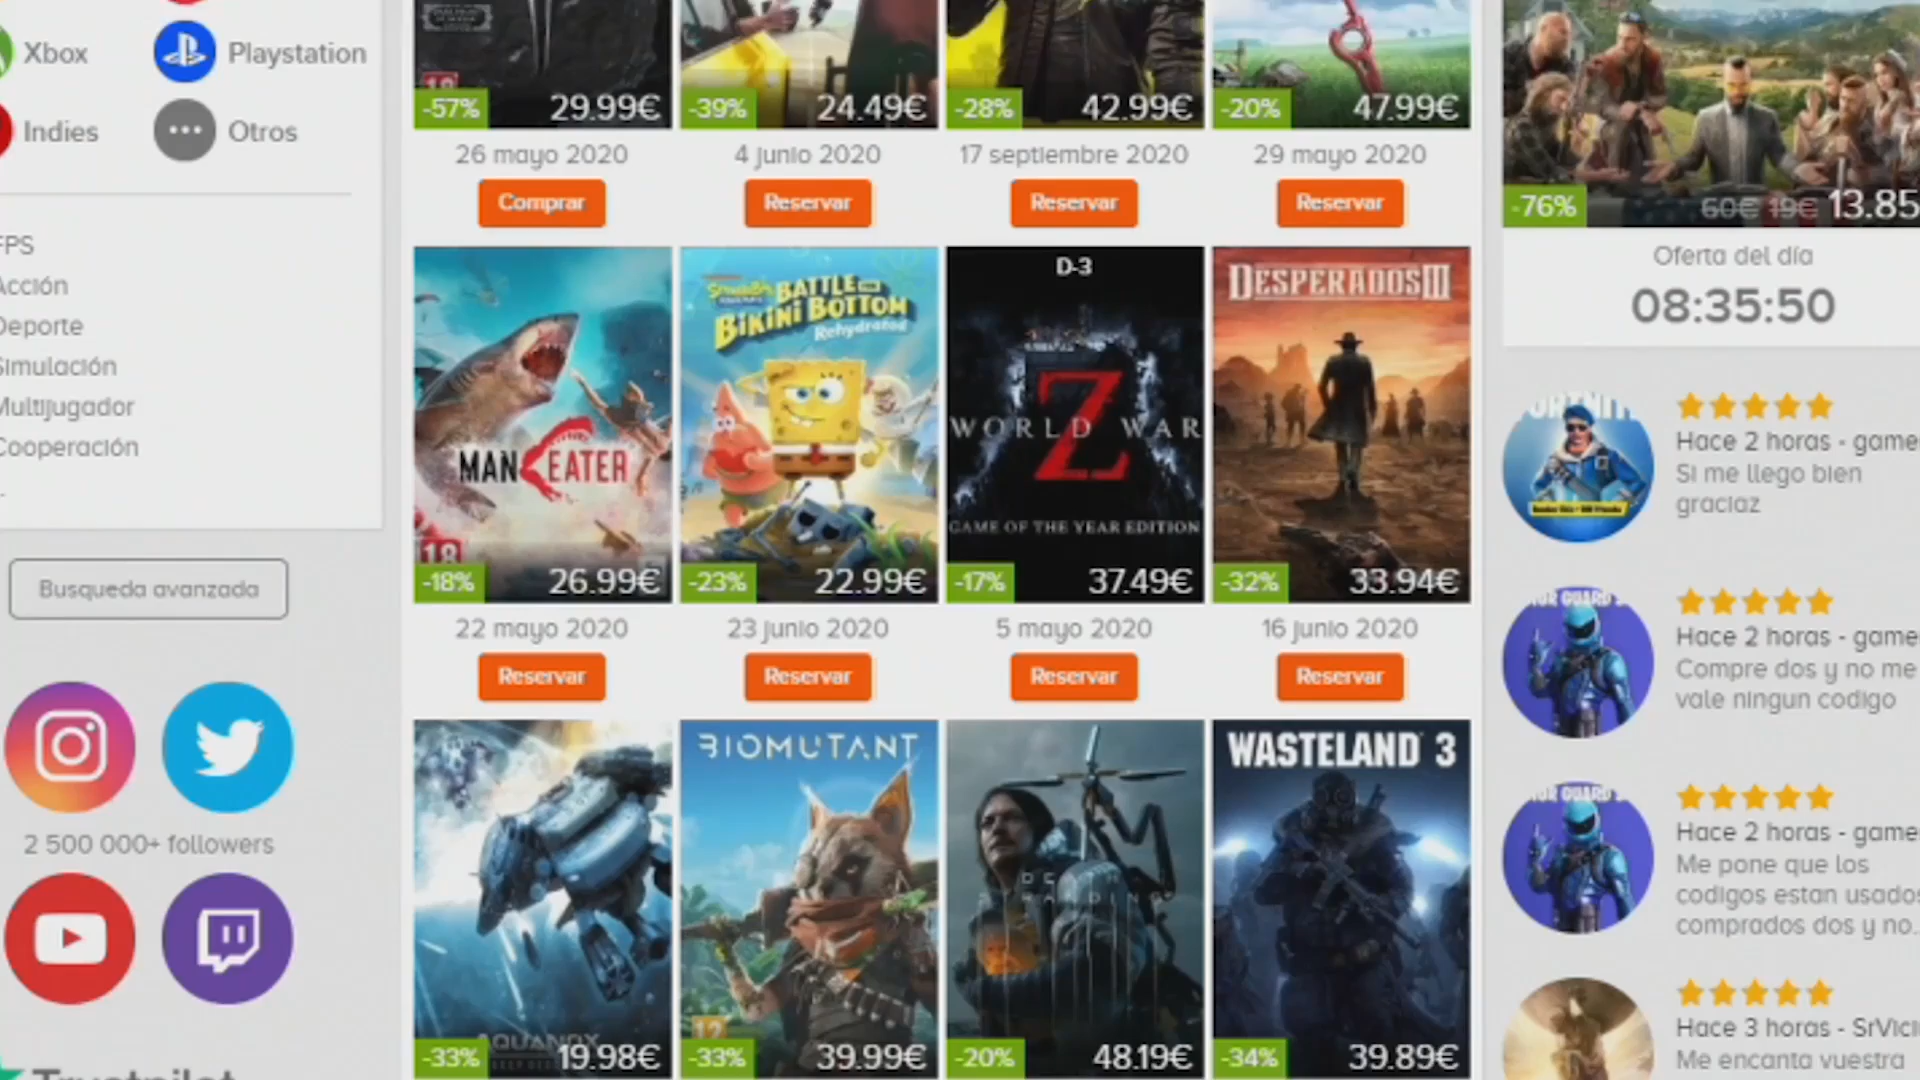 Xbox
Playstation
Indies
Otros
FPS
Acción
Deporte
Simulación
Multijugador
Cooperación
Busqueda avanzada
2 500 000+ followers
-57% 29.99€
26 mayo 2020
Comprar
-39% 24.49€
4 junio 2020
Reservar
-28% 42.99€
17 septiembre 2020
Reservar
-20% 47.99€
29 mayo 2020
Reservar
MANEATER
18
-18% 26.99€
22 mayo 2020
Reservar
BATTLE FOR
BIKINI BOTTOM
Rehydrated
-23% 22.99€
23 junio 2020
Reservar
D-3
WORLD WAR
Z
GAME OF THE YEAR EDITION
-17% 37.49€
5 mayo 2020
Reservar
DESPERADOS III
-32% 33.94€
16 junio 2020
Reservar
AQUANOX
-33% 19.98€
BIOMUTANT
12
-33% 39.99€
DEATH
STRANDING
-20% 48.19€
WASTELAND 3
-34% 39.89€
-76% 60€ 19€ 13.85
Oferta del día
08:35:50
Hace 2 horas - game
Si me llego bien
graciaz
Hace 2 horas - game
Compre dos y no me
vale ningun codigo
Hace 2 horas - game
Me pone que los
codigos estan usados
comprados dos y no...
Hace 3 horas - SrVici
Me encanta vuestra